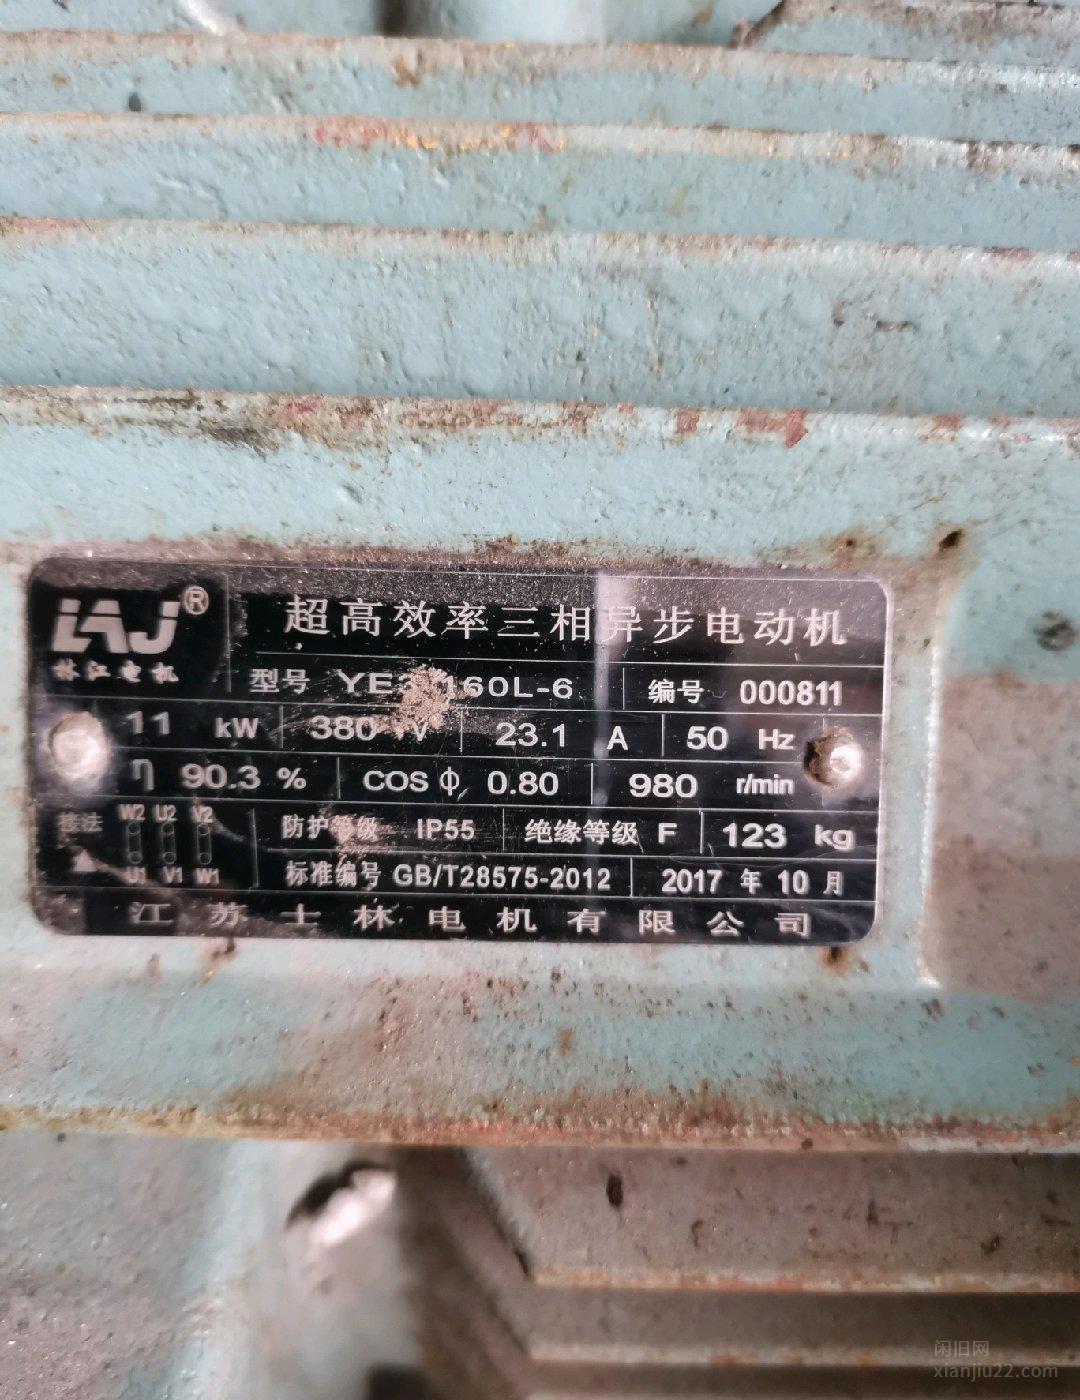 LAJ®
林江电机
超高效率三相异步电动机
型号 YE 160L-6 编号 000811
11 kW 380 V 23.1 A 50 Hz
η 90.3 % COS ф 0.80 980 r/min
接法 W2 U2 V2
防护等级 IP55 绝缘等级 F 123 kg
U1 V1 W1
标准编号 GB/T28575-2012 2017 年 10 月
江苏士林电机有限公司
闲旧网
xianjiu22.com